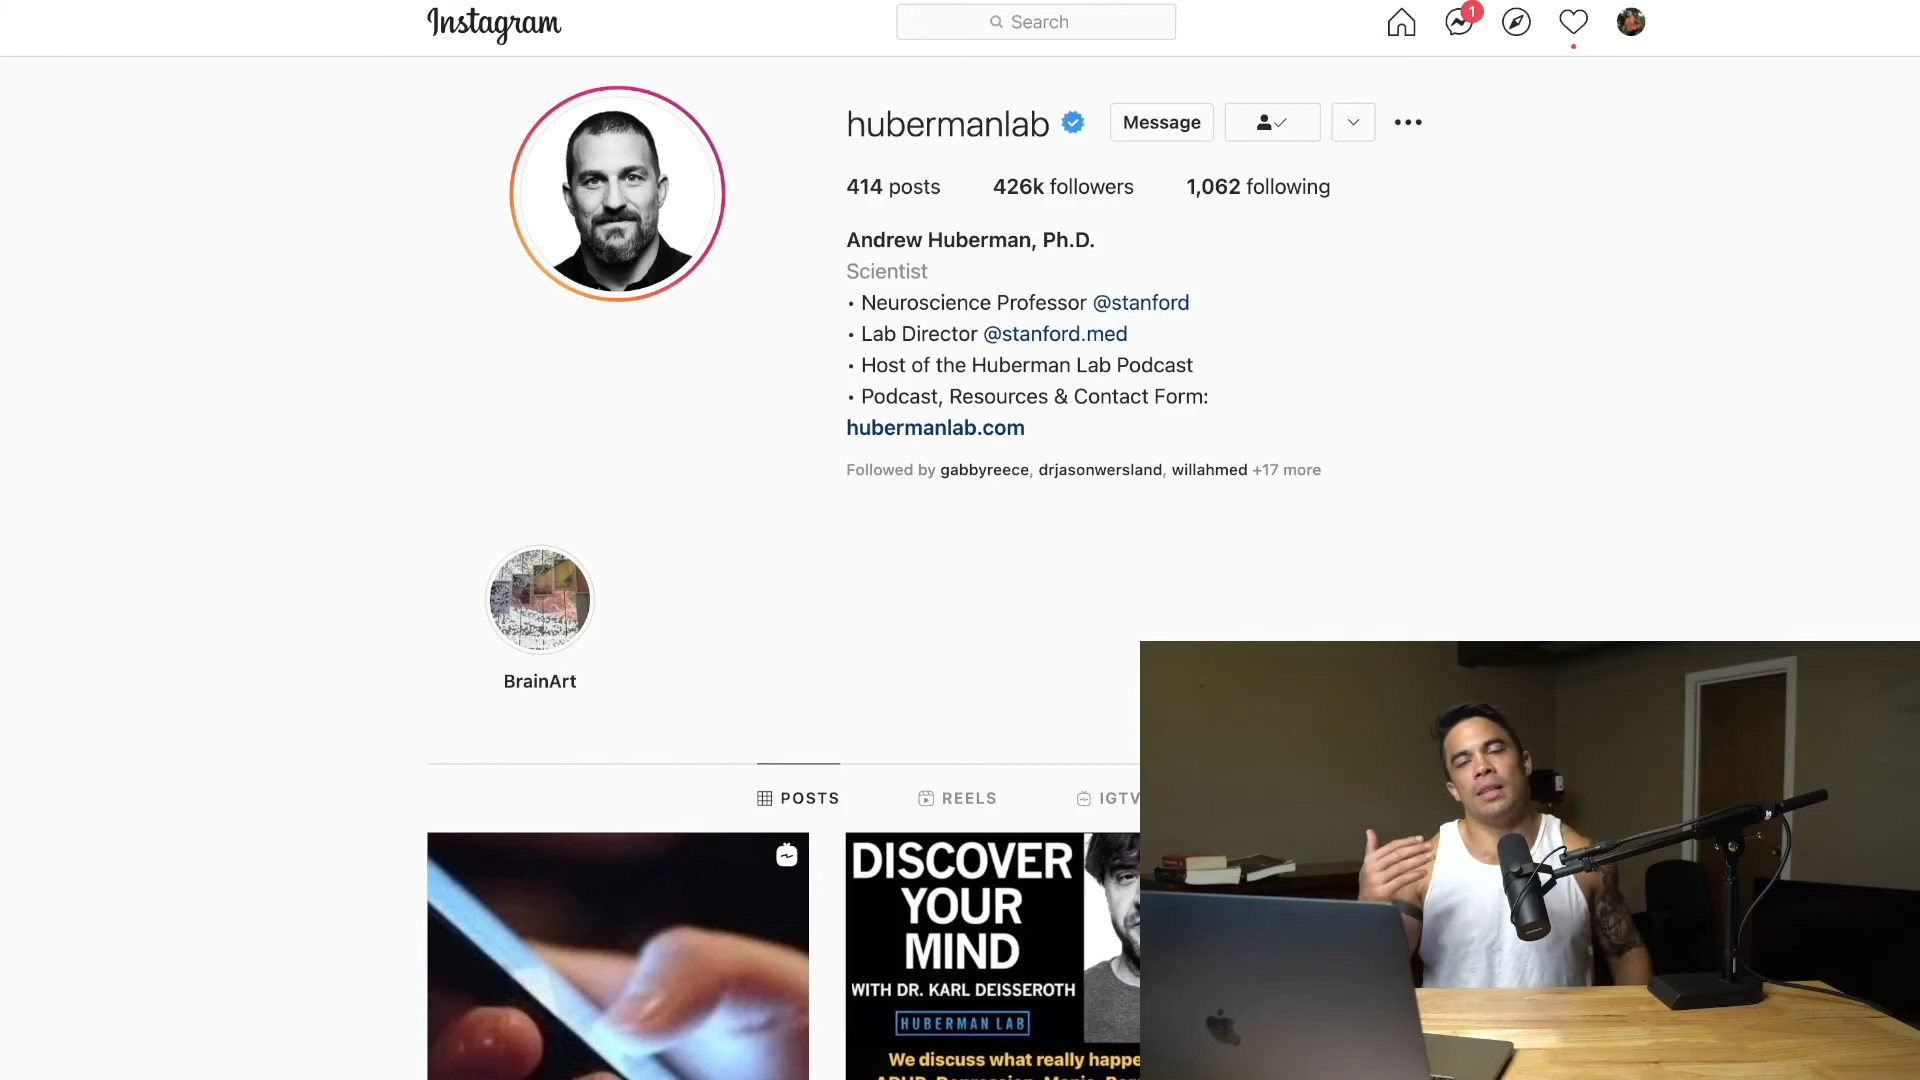 Instagram
Search
1
hubermanlab
Message
414 posts
426k followers
1,062 following
Andrew Huberman, Ph.D.
Scientist
• Neuroscience Professor @stanford
• Lab Director @stanford.med
• Host of the Huberman Lab Podcast
• Podcast, Resources & Contact Form:
hubermanlab.com
Followed by gabbyreece, drjasonwersland, willahmed +17 more
BrainArt
POSTS
REELS
IGTV
DISCOVER
YOUR
MIND
WITH DR. KARL DEISSEROTH
HUBERMAN LAB
We discuss what really happe